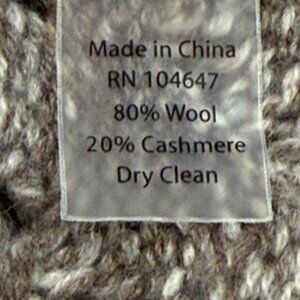 Made in China
RN 104647
80% Wool
20% Cashmere
Dry Clean